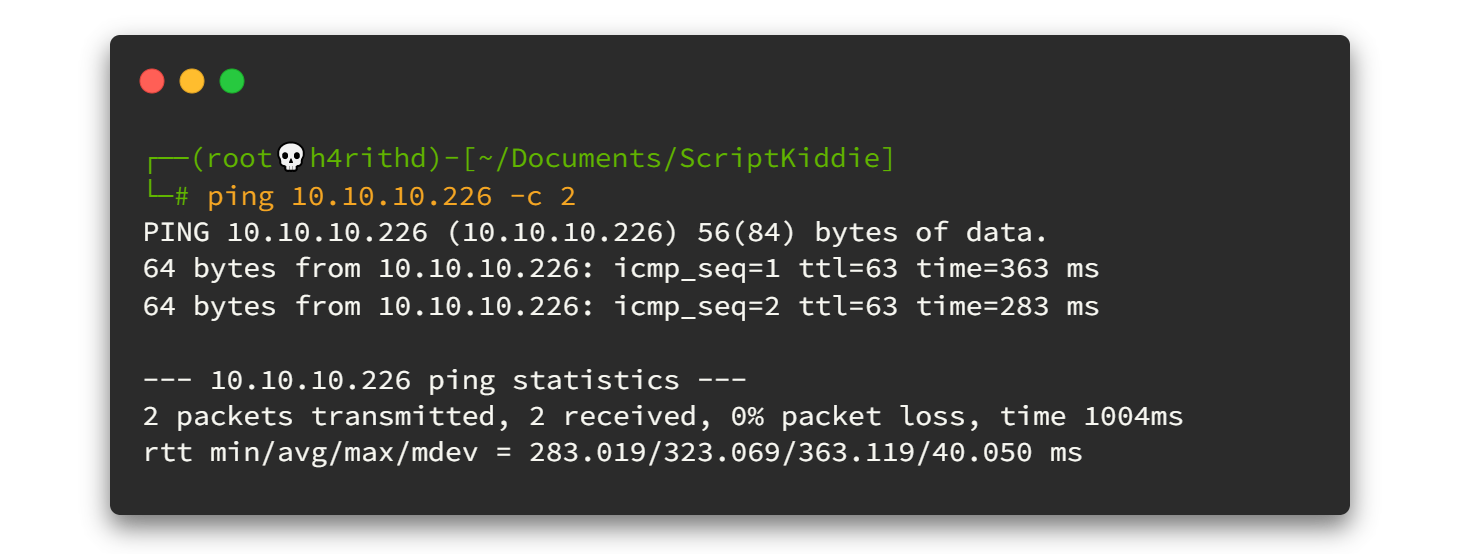 ┌──(root💀h4rithd)-[~/Documents/ScriptKiddie]
└─# ping 10.10.10.226 -c 2
PING 10.10.10.226 (10.10.10.226) 56(84) bytes of data.
64 bytes from 10.10.10.226: icmp_seq=1 ttl=63 time=363 ms
64 bytes from 10.10.10.226: icmp_seq=2 ttl=63 time=283 ms

--- 10.10.10.226 ping statistics ---
2 packets transmitted, 2 received, 0% packet loss, time 1004ms
rtt min/avg/max/mdev = 283.019/323.069/363.119/40.050 ms